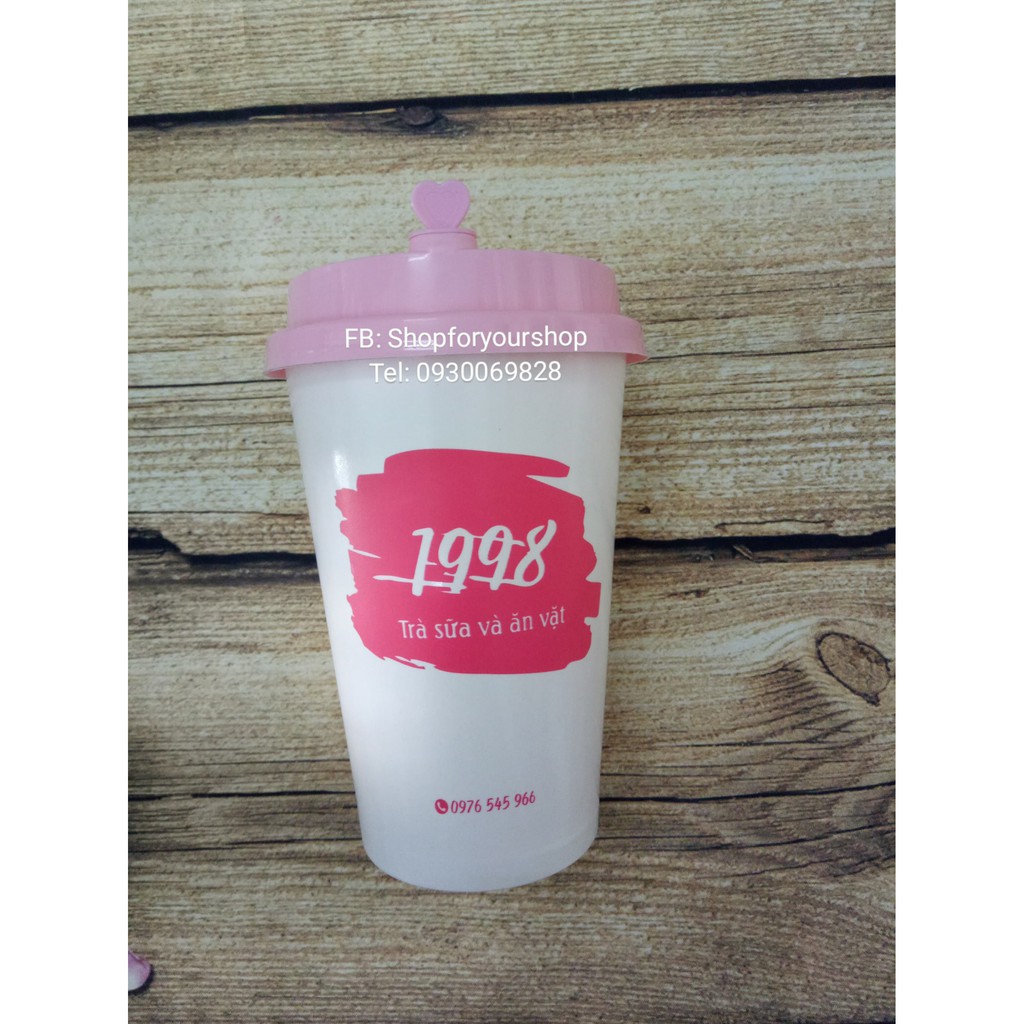 FB: Shopforyourshop
Tel: 0930069828
1998
Trà sữa và ăn vặt
0976 545 966